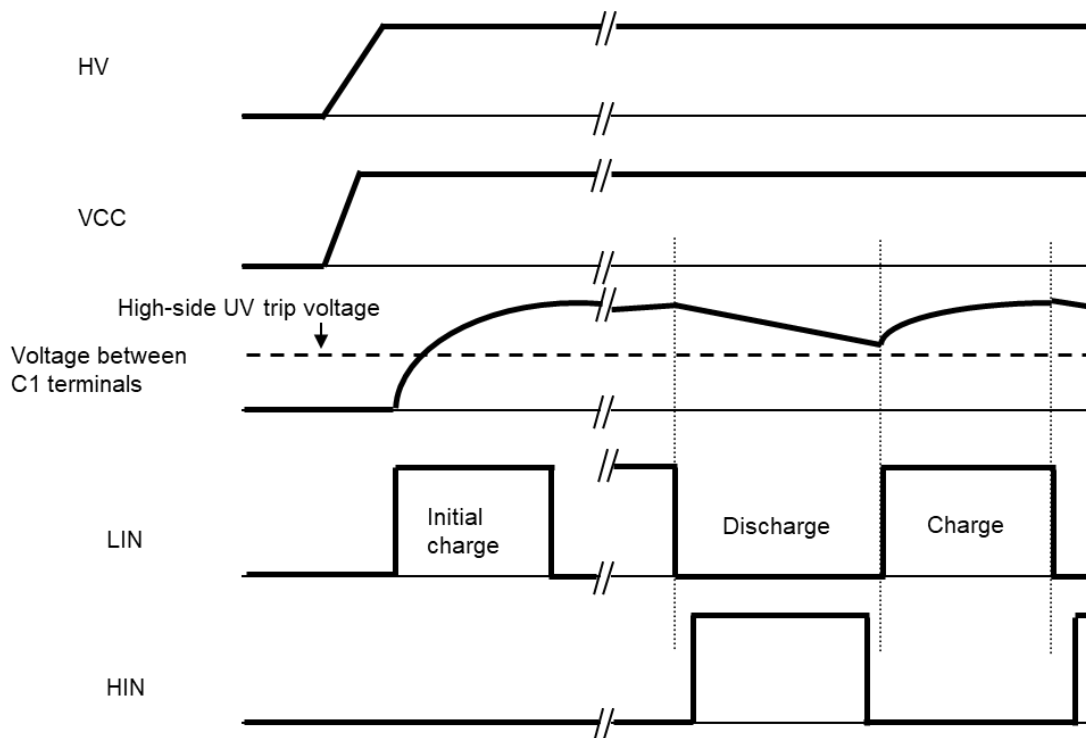 HV
VCC
High-side UV trip voltage
Voltage between
C1 terminals
LIN
Initial
charge
Discharge
Charge
HIN